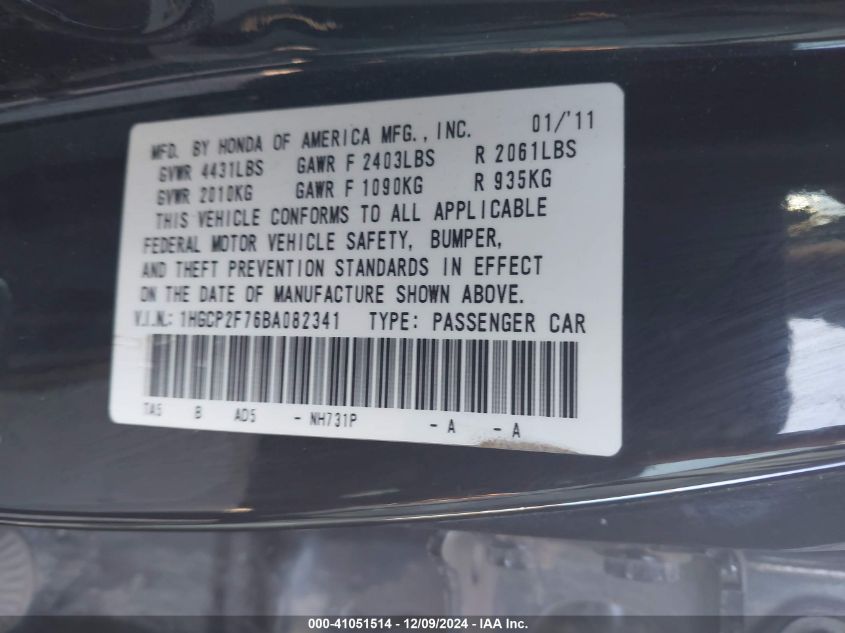 MFD. BY HONDA OF AMERICA MFG., INC. 01/'11
GVWR 4431LBS GAWR F 2403LBS R 2061LBS
GVWR 2010KG GAWR F 1090KG R 935KG
THIS VEHICLE CONFORMS TO ALL APPLICABLE
FEDERAL MOTOR VEHICLE SAFETY, BUMPER,
AND THEFT PREVENTION STANDARDS IN EFFECT
ON THE DATE OF MANUFACTURE SHOWN ABOVE.
V.I.N.: 1HGCP2F76BA082341 TYPE: PASSENGER CAR
TA5 B AD5 - NH731P - A - A
000-41051514 - 12/09/2024 - IAA Inc.